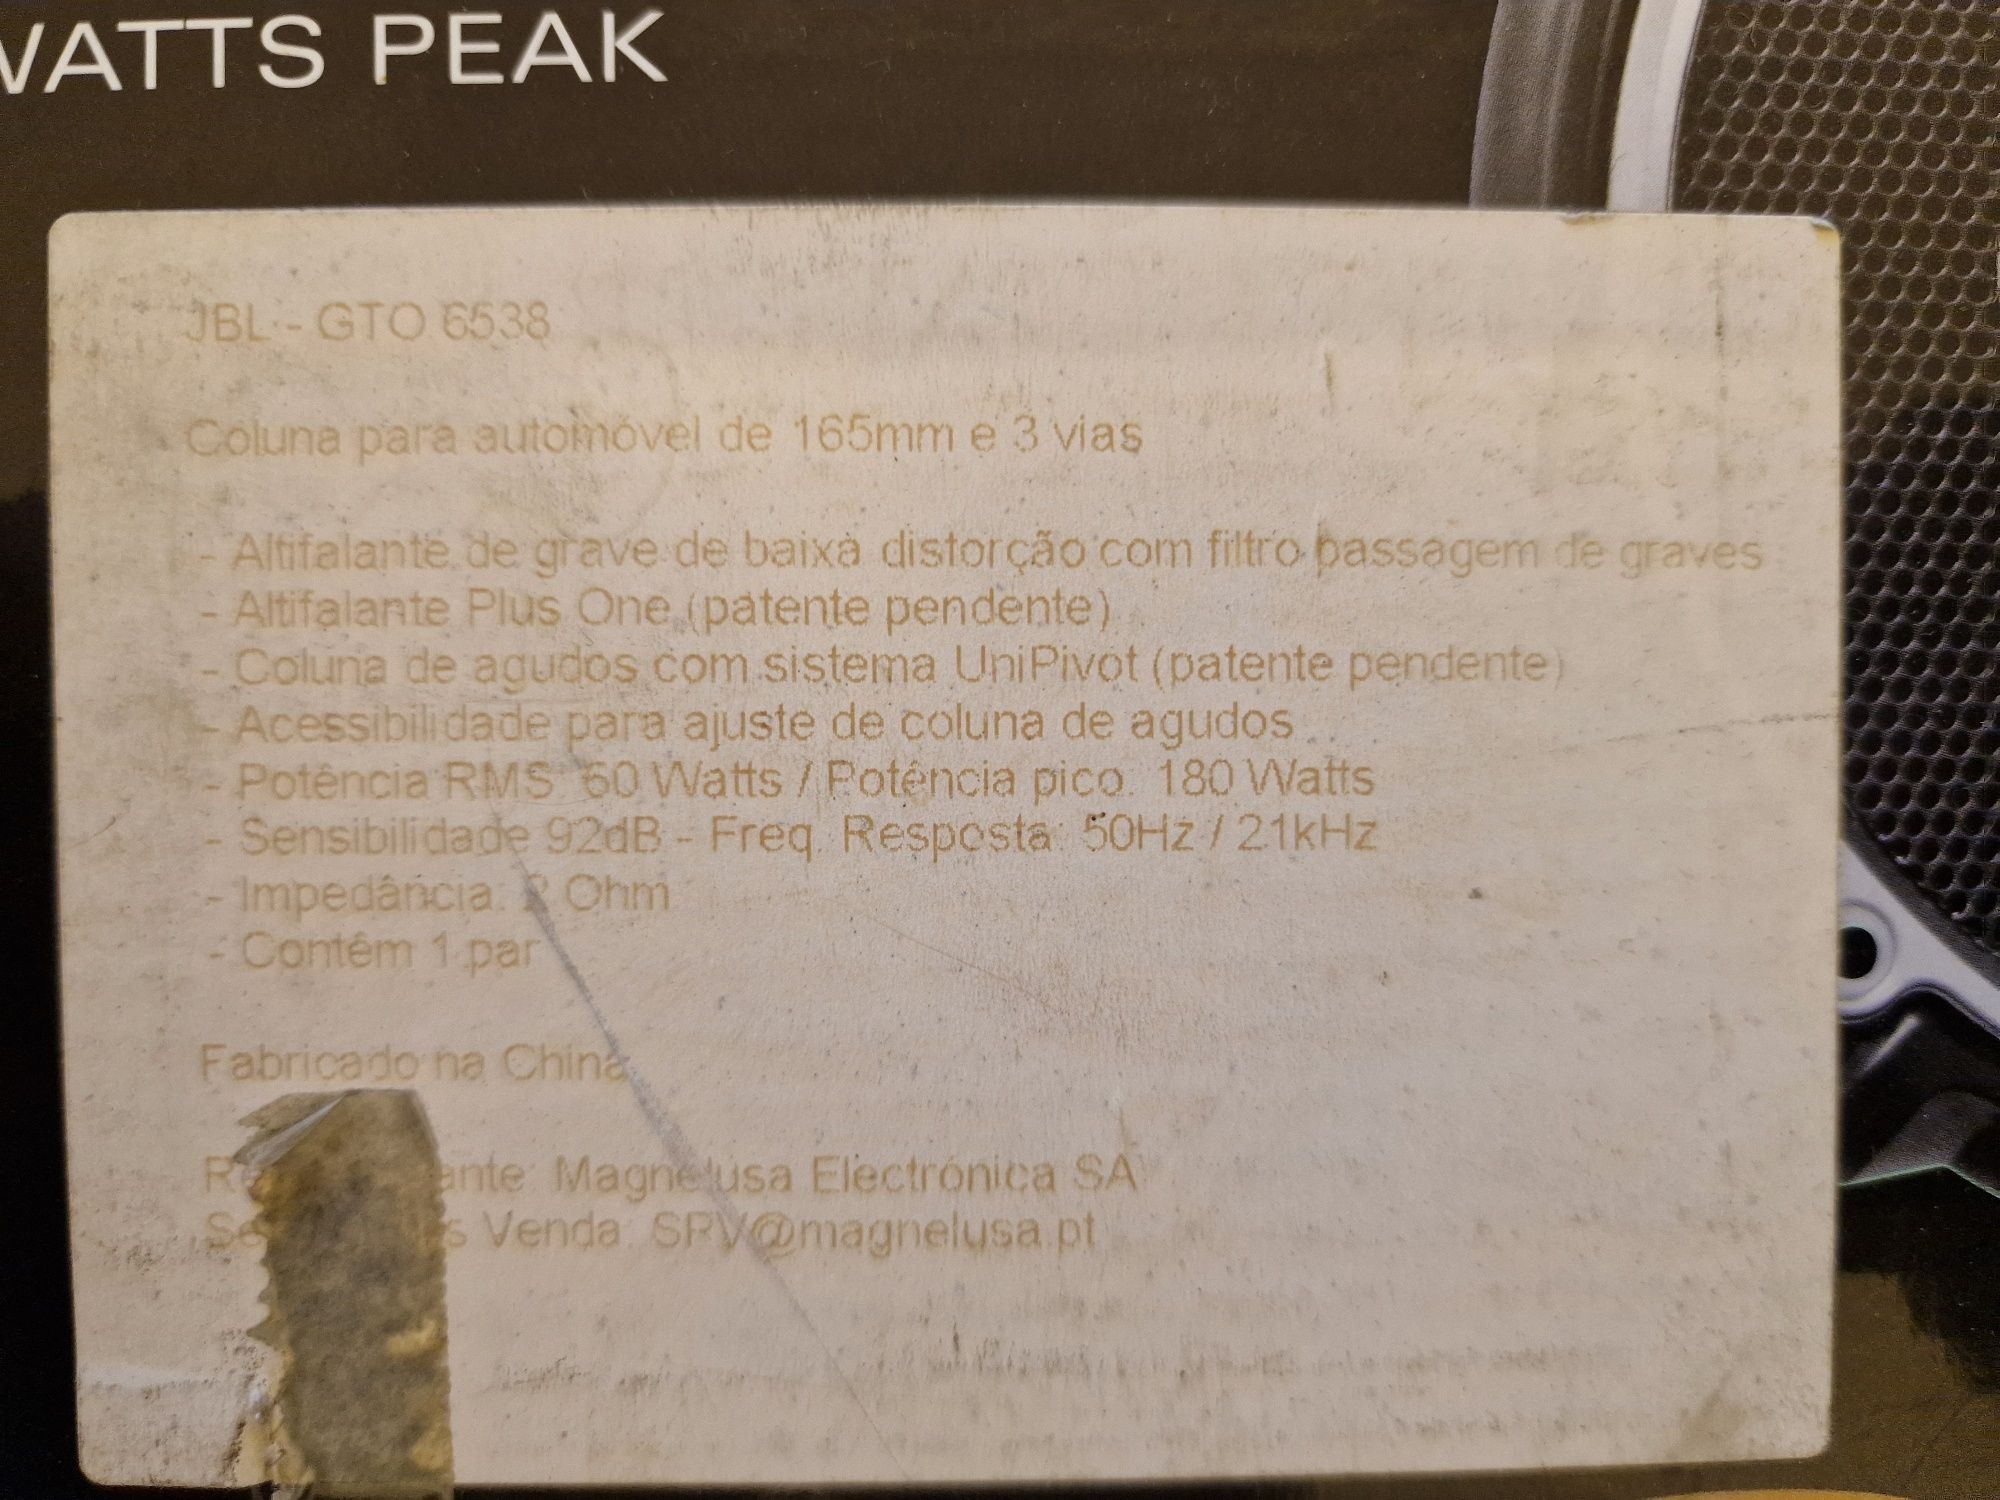 WATTS PEAK
JBL - GTO 6538
Coluna para automóvel de 165mm e 3 vias
- Altifalante de grave de baixa distorção com filtro passagem de graves
- Altifalante Plus One (patente pendente)
- Coluna de agudos com sistema UniPivot (patente pendente)
- Acessibilidade para ajuste de coluna de agudos
- Potência RMS: 60 Watts / Potência pico: 180 Watts
- Sensibilidade 92dB - Freq. Resposta: 50Hz / 21kHz
- Impedância: 2 Ohm
- Contêm 1 par
Fabricado na China
Magnelusa Electrónica SA
Venda: SPV@magnelusa.pt